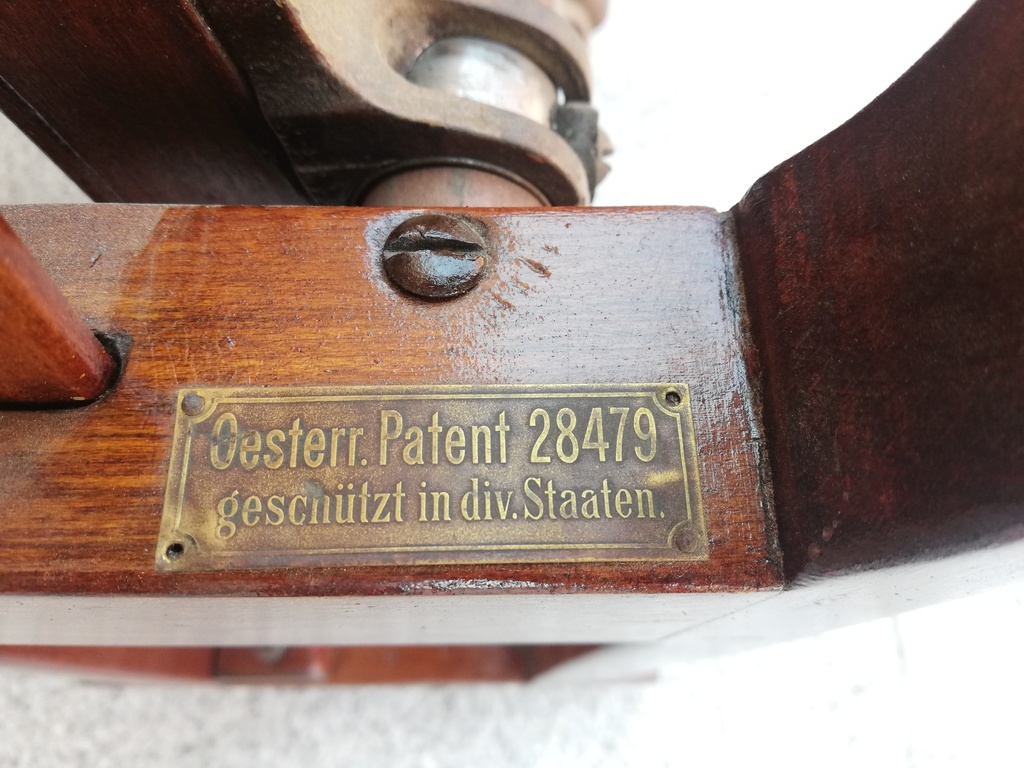 Oesterr. Patent 28479
geschützt in div. Staaten.